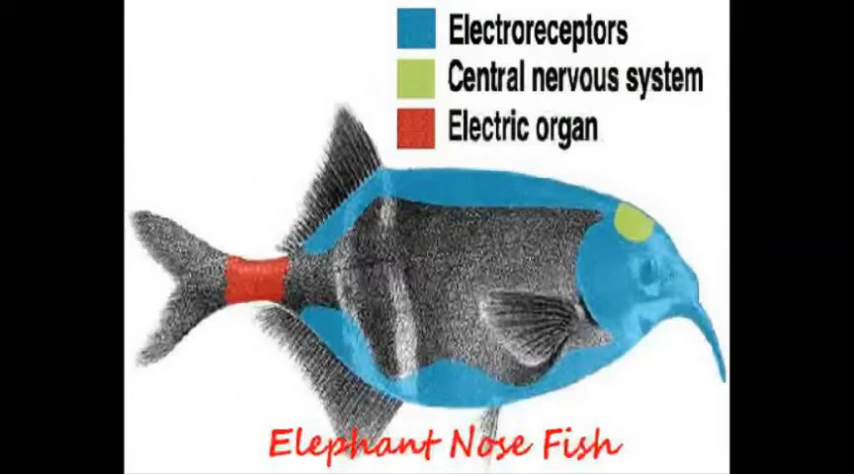 Electroreceptors
Central nervous system
Electric organ
Elephant Nose Fish